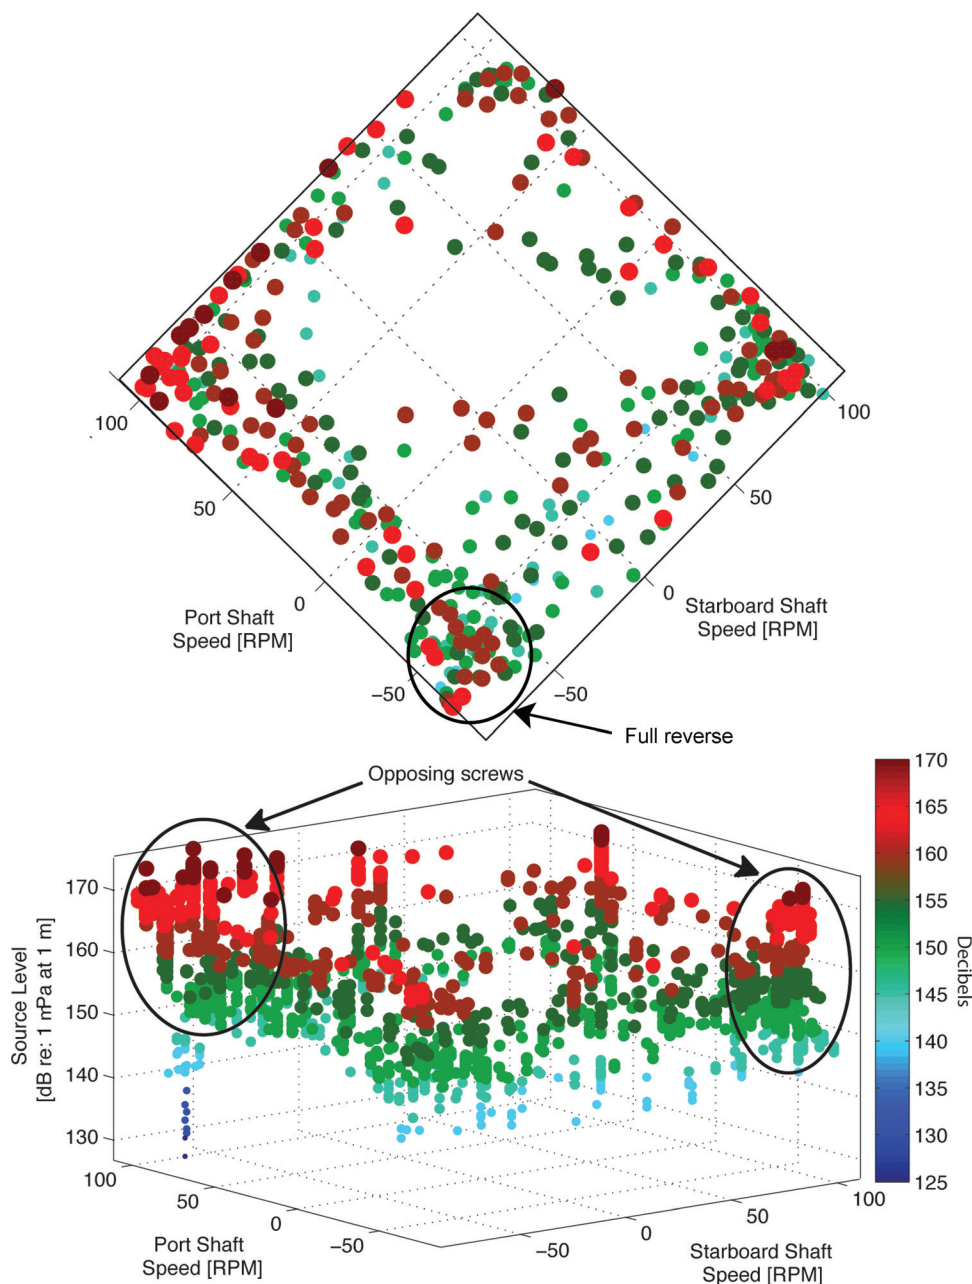 100
50
0
−50
Port Shaft
Speed [RPM]
100
50
0
−50
Starboard Shaft
Speed [RPM]
Full reverse
Opposing screws
170
160
150
140
130
Source Level
[dB re: 1 mPa at 1 m]
100
50
0
−50
Port Shaft
Speed [RPM]
−50
0
50
100
Starboard Shaft
Speed [RPM]
170
165
160
155
150
145
140
135
130
125
Decibels